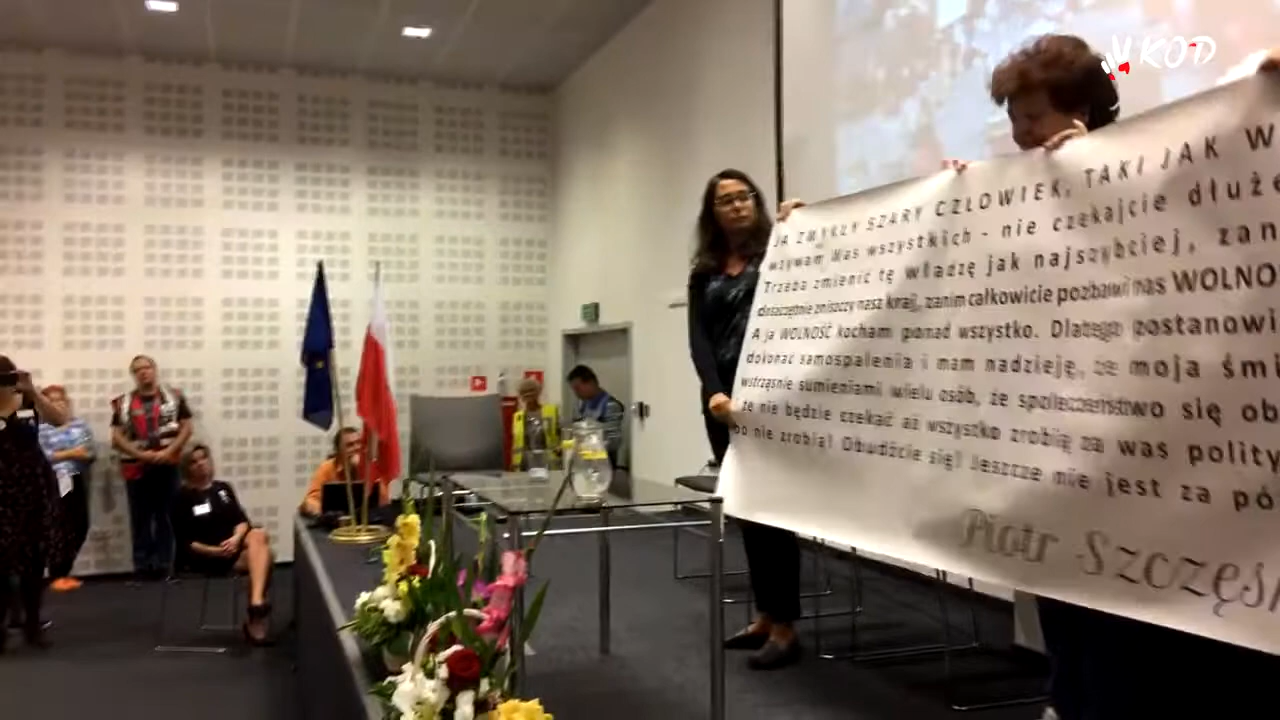 KOD
JA ZWYKŁY SZARY CZŁOWIEK, TAKI JAK W
wzywam Was wszystkich - nie czekajcie dłuże
Trzeba zmienić tę władzę jak najszybciej, zan
doszczętnie zniszczy nasz kraj, zanim całkowicie pozbawi nas WOLNO
A ja WOLNOŚĆ kocham ponad wszystko. Dlatego postanowi
dokonać samospalenia i mam nadzieję, że moja śmi
wstrząśnie sumieniami wielu osób, że społeczeństwo się ob
że nie będzie czekać aż wszystko zrobią za was polity
bo nie zrobią! Obudźcie się! Jeszcze nie jest za pó
Piotr Szczęs